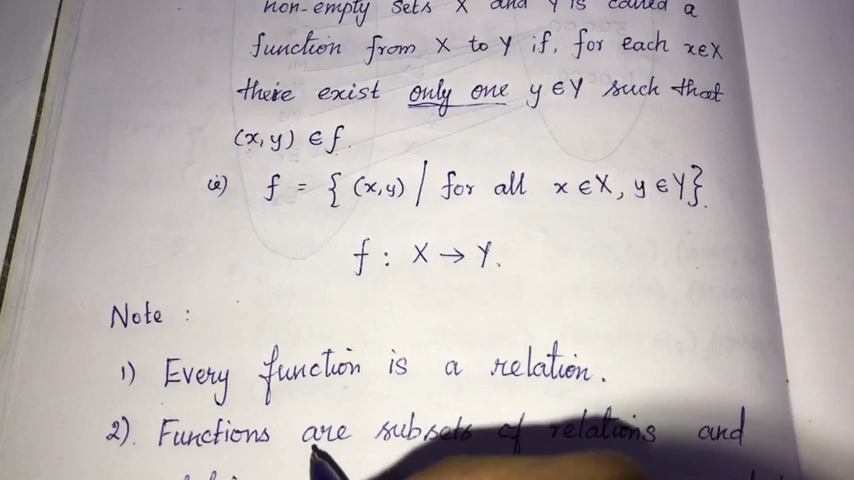 non-empty sets X and Y is called a
function from X to Y if, for each x∈X
there exist only one y∈Y such that
(x,y) ∈ f.
(ie) f = { (x,y) / for all x∈X, y∈Y}.
f : X → Y.
Note :
1) Every function is a relation.
2). Functions are subsets of relations and